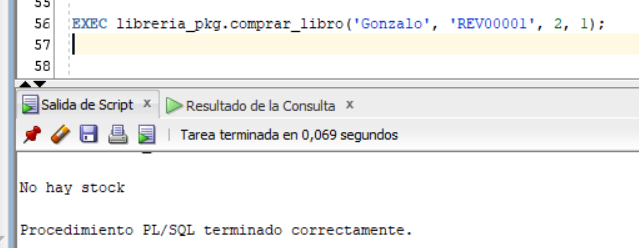 55
56 EXEC libreria_pkg.comprar_libro('Gonzalo', 'REV00001', 2, 1);
57
58
Salida de Script x Resultado de la Consulta x
Tarea terminada en 0,069 segundos
No hay stock
Procedimiento PL/SQL terminado correctamente.